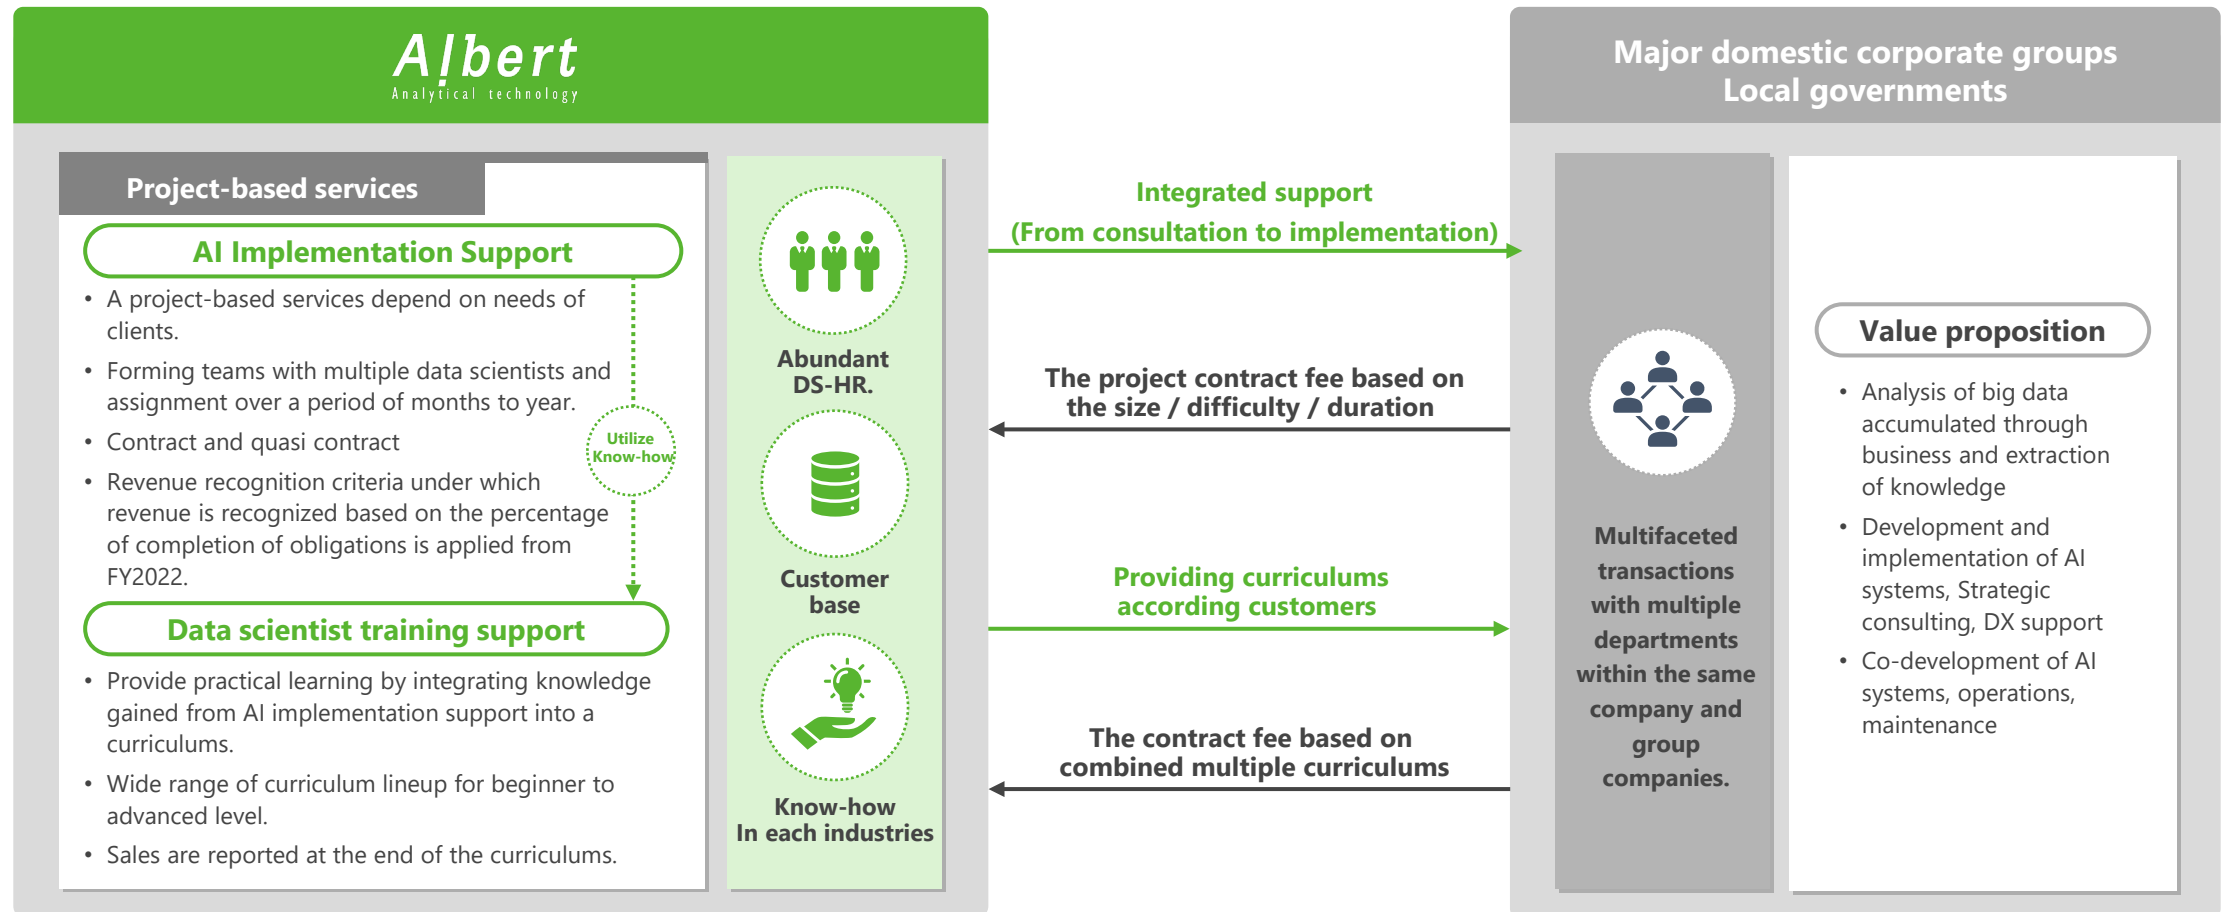 Albert
Analytical technology
Project-based services
AI Implementation Support
• A project-based services depend on needs of
clients.
• Forming teams with multiple data scientists and
assignment over a period of months to year.
• Contract and quasi contract
• Revenue recognition criteria under which
revenue is recognized based on the percentage
of completion of obligations is applied from
FY2022.
Utilize
Know-how
Data scientist training support
• Provide practical learning by integrating knowledge
gained from AI implementation support into a
curriculums.
• Wide range of curriculum lineup for beginner to
advanced level.
• Sales are reported at the end of the curriculums.
Abundant
DS-HR.
Customer
base
Know-how
In each industries
Integrated support
(From consultation to implementation)
The project contract fee based on
the size / difficulty / duration
Providing curriculums
according customers
The contract fee based on
combined multiple curriculums
Major domestic corporate groups
Local governments
Multifaceted
transactions
with multiple
departments
within the same
company and
group
companies.
Value proposition
• Analysis of big data
accumulated through
business and extraction
of knowledge
• Development and
implementation of AI
systems, Strategic
consulting, DX support
• Co-development of AI
systems, operations,
maintenance